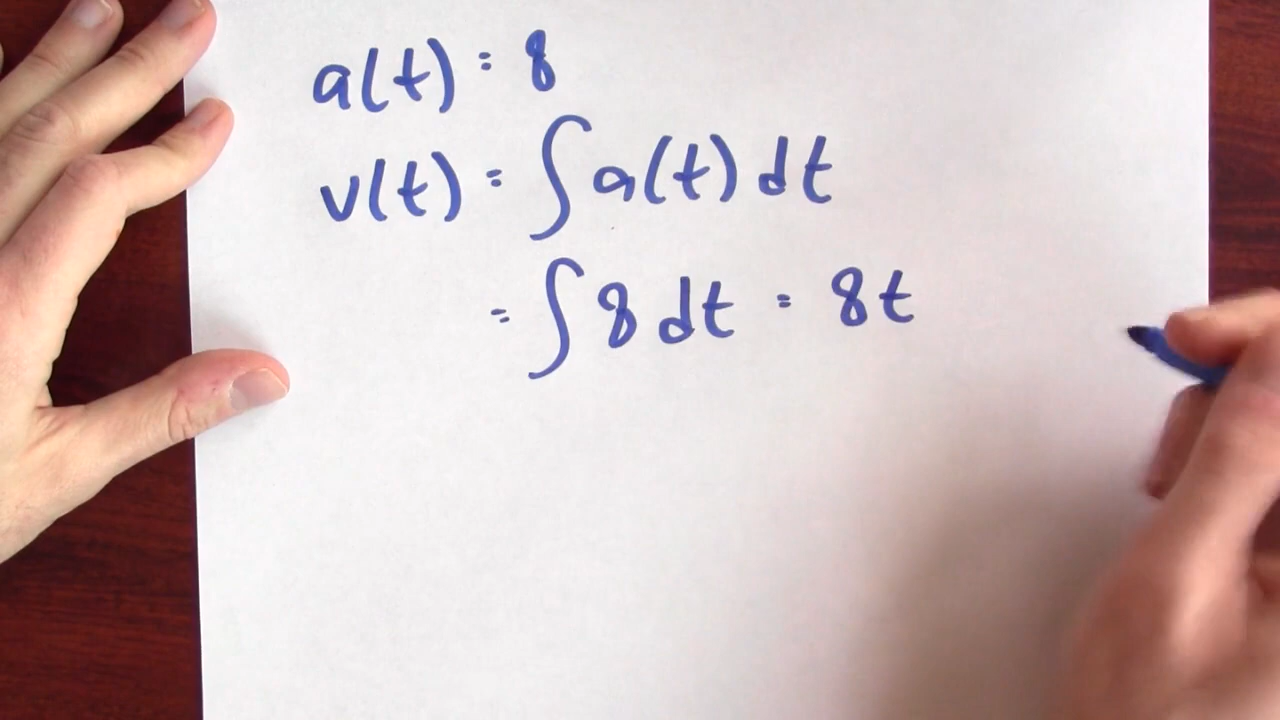 a(t) = 8
v(t) = ∫ a(t) dt
= ∫ 8 dt = 8t